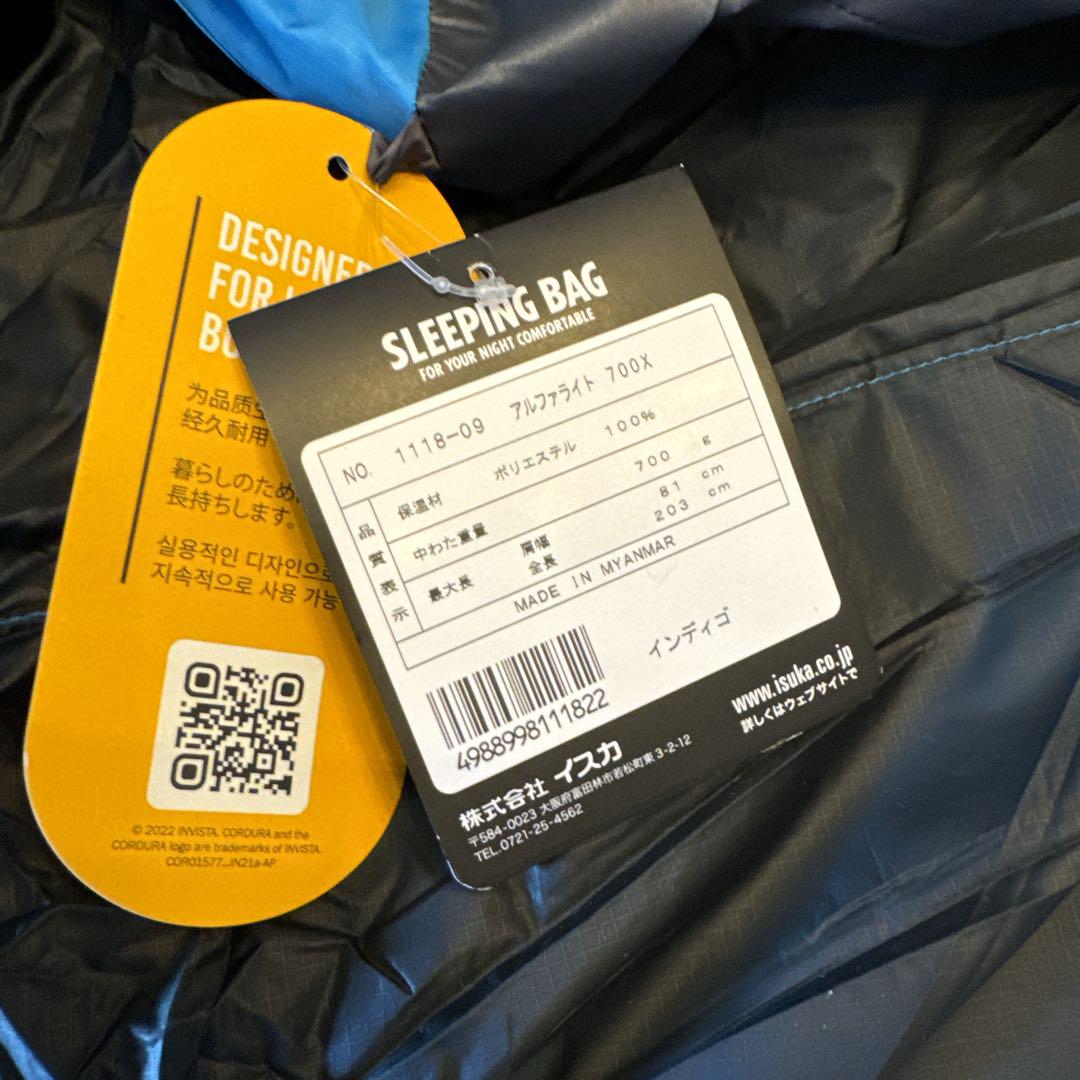 DESIGNED
FOR
为品质
经久耐用
暮らしのため
長持ちします。
실용적인 디자인으로
지속적으로 사용 가능
© 2022 INVISTA. CORDURA and the
CORDURA logo are trademarks of INVISTA.
COR01577_IN21a-AP
SLEEPING BAG
FOR YOUR NIGHT COMFORTABLE
NO. 1118-09 アルファライト 700X
品質表示
保温材 ポリエステル 100%
中わた重量 700 g
最大長 肩幅 81 cm
全長 203 cm
MADE IN MYANMAR
インディゴ
4988998111822
www.isuka.co.jp
詳しくはウェブサイトで
株式会社 イスカ
〒584-0023 大阪府富田林市若松町東3-2-12
TEL.0721-25-4562